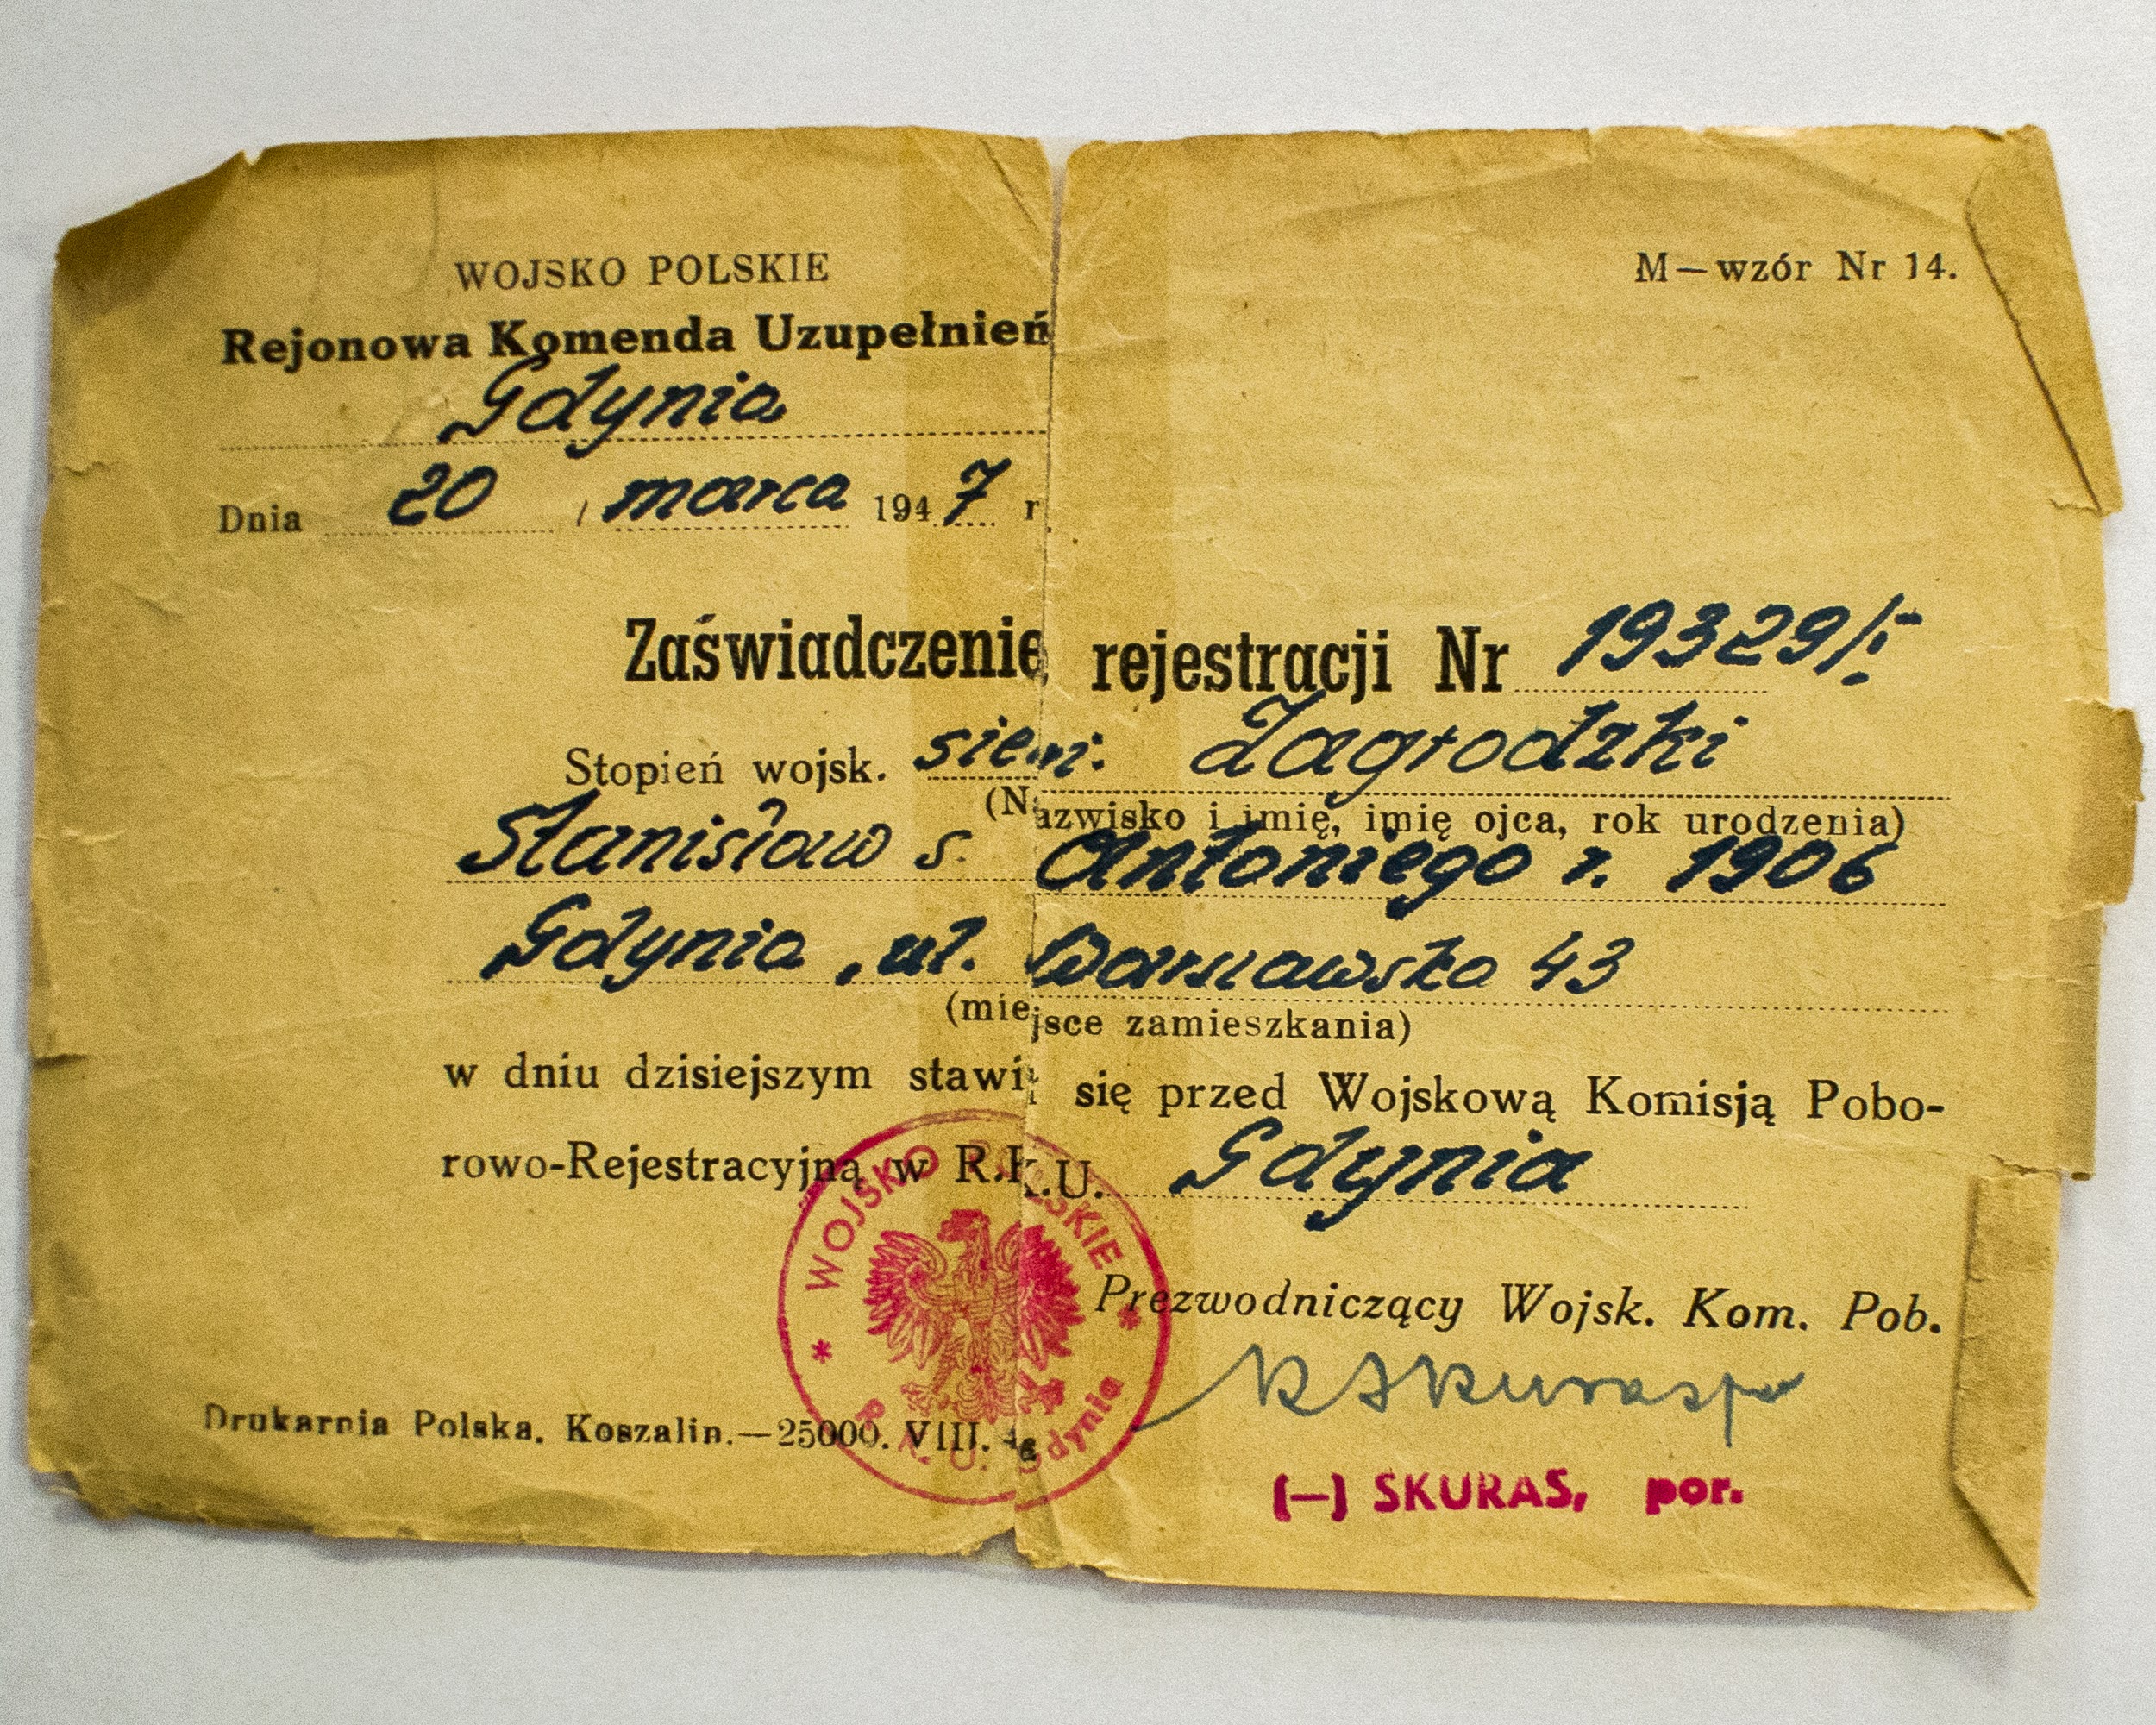 WOJSKO POLSKIE
M—wzór Nr 14.
Rejonowa Komenda Uzupełnień
Gdynia
Dnia 20 / marca 1947 r.
Zaświadczenie rejestracji Nr 19329/I
Stopień wojsk. sierż. Zagrodzki
(Nazwisko i imię, imię ojca, rok urodzenia)
Stanisław s. Antoniego r. 1906
Gdynia, ul. Warszawska 43
(miejsce zamieszkania)
w dniu dzisiejszym stawił się przed Wojskową Komisją Pobo-
rowo-Rejestracyjną w R.K.U. Gdynia
WOJSKO POLSKIE
R. K. U. Gdynia
Prezwodniczący Wojsk. Kom. Pob.
(—) SKURAS, por.
Drukarnia Polska. Koszalin.—25000. VIII.